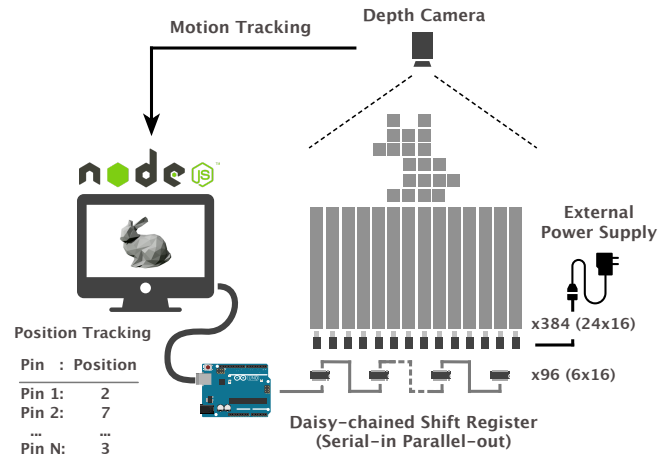 Depth Camera
Motion Tracking
node JS ™
External
Power Supply
x384 (24x16)
Position Tracking
Pin : Position
x96 (6x16)
Pin 1: 2
Pin 2: 7
... ...
Pin N: 3
Daisy-chained Shift Register
(Serial-in Parallel-out)